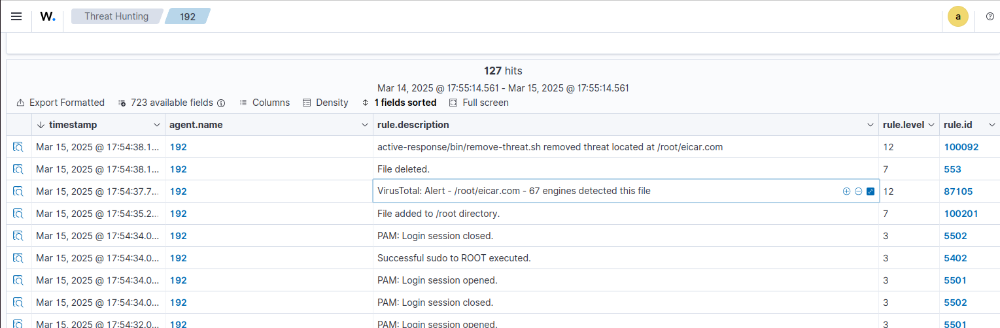 W. Threat Hunting 192 a
127 hits
Mar 14, 2025 @ 17:55:14.561 - Mar 15, 2025 @ 17:55:14.561
Export Formatted 723 available fields Columns Density 1 fields sorted Full screen
timestamp agent.name rule.description rule.level rule.id
Mar 15, 2025 @ 17:54:38.1... 192 active-response/bin/remove-threat.sh removed threat located at /root/eicar.com 12 100092
Mar 15, 2025 @ 17:54:38.1... 192 File deleted. 7 553
Mar 15, 2025 @ 17:54:37.7... 192 VirusTotal: Alert - /root/eicar.com - 67 engines detected this file 12 87105
Mar 15, 2025 @ 17:54:35.2... 192 File added to /root directory. 7 100201
Mar 15, 2025 @ 17:54:34.0... 192 PAM: Login session closed. 3 5502
Mar 15, 2025 @ 17:54:34.0... 192 Successful sudo to ROOT executed. 3 5402
Mar 15, 2025 @ 17:54:34.0... 192 PAM: Login session opened. 3 5501
Mar 15, 2025 @ 17:54:34.0... 192 PAM: Login session closed. 3 5502
Mar 15, 2025 @ 17:54:32.0... 192 PAM: Login session opened. 3 5501